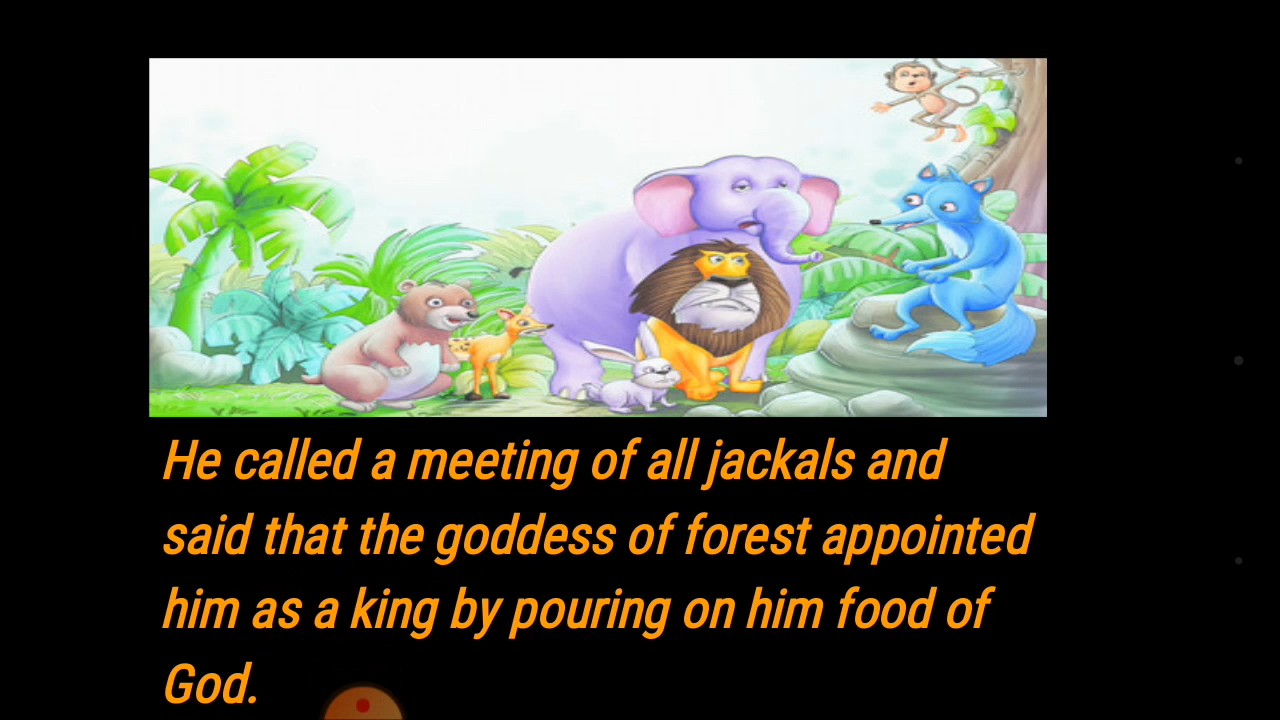 He called a meeting of all jackals and
said that the goddess of forest appointed
him as a king by pouring on him food of
God.